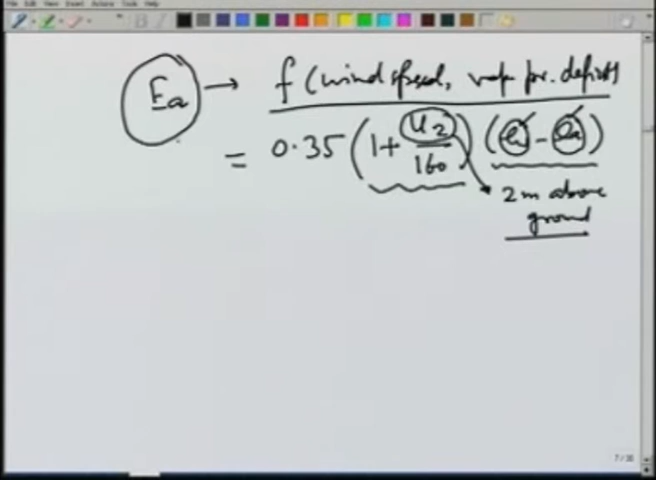 Ea → f (wind speed, vap pr. deficit)
= 0.35 (1 + u2/160) (es - ea)
2 m above
ground